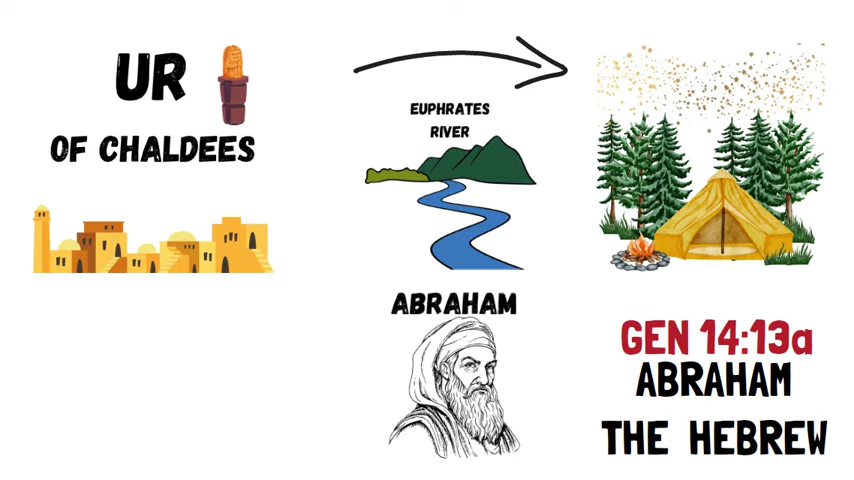 UR
OF CHALDEES
EUPHRATES
RIVER
ABRAHAM
GEN 14:13a
ABRAHAM
THE HEBREW